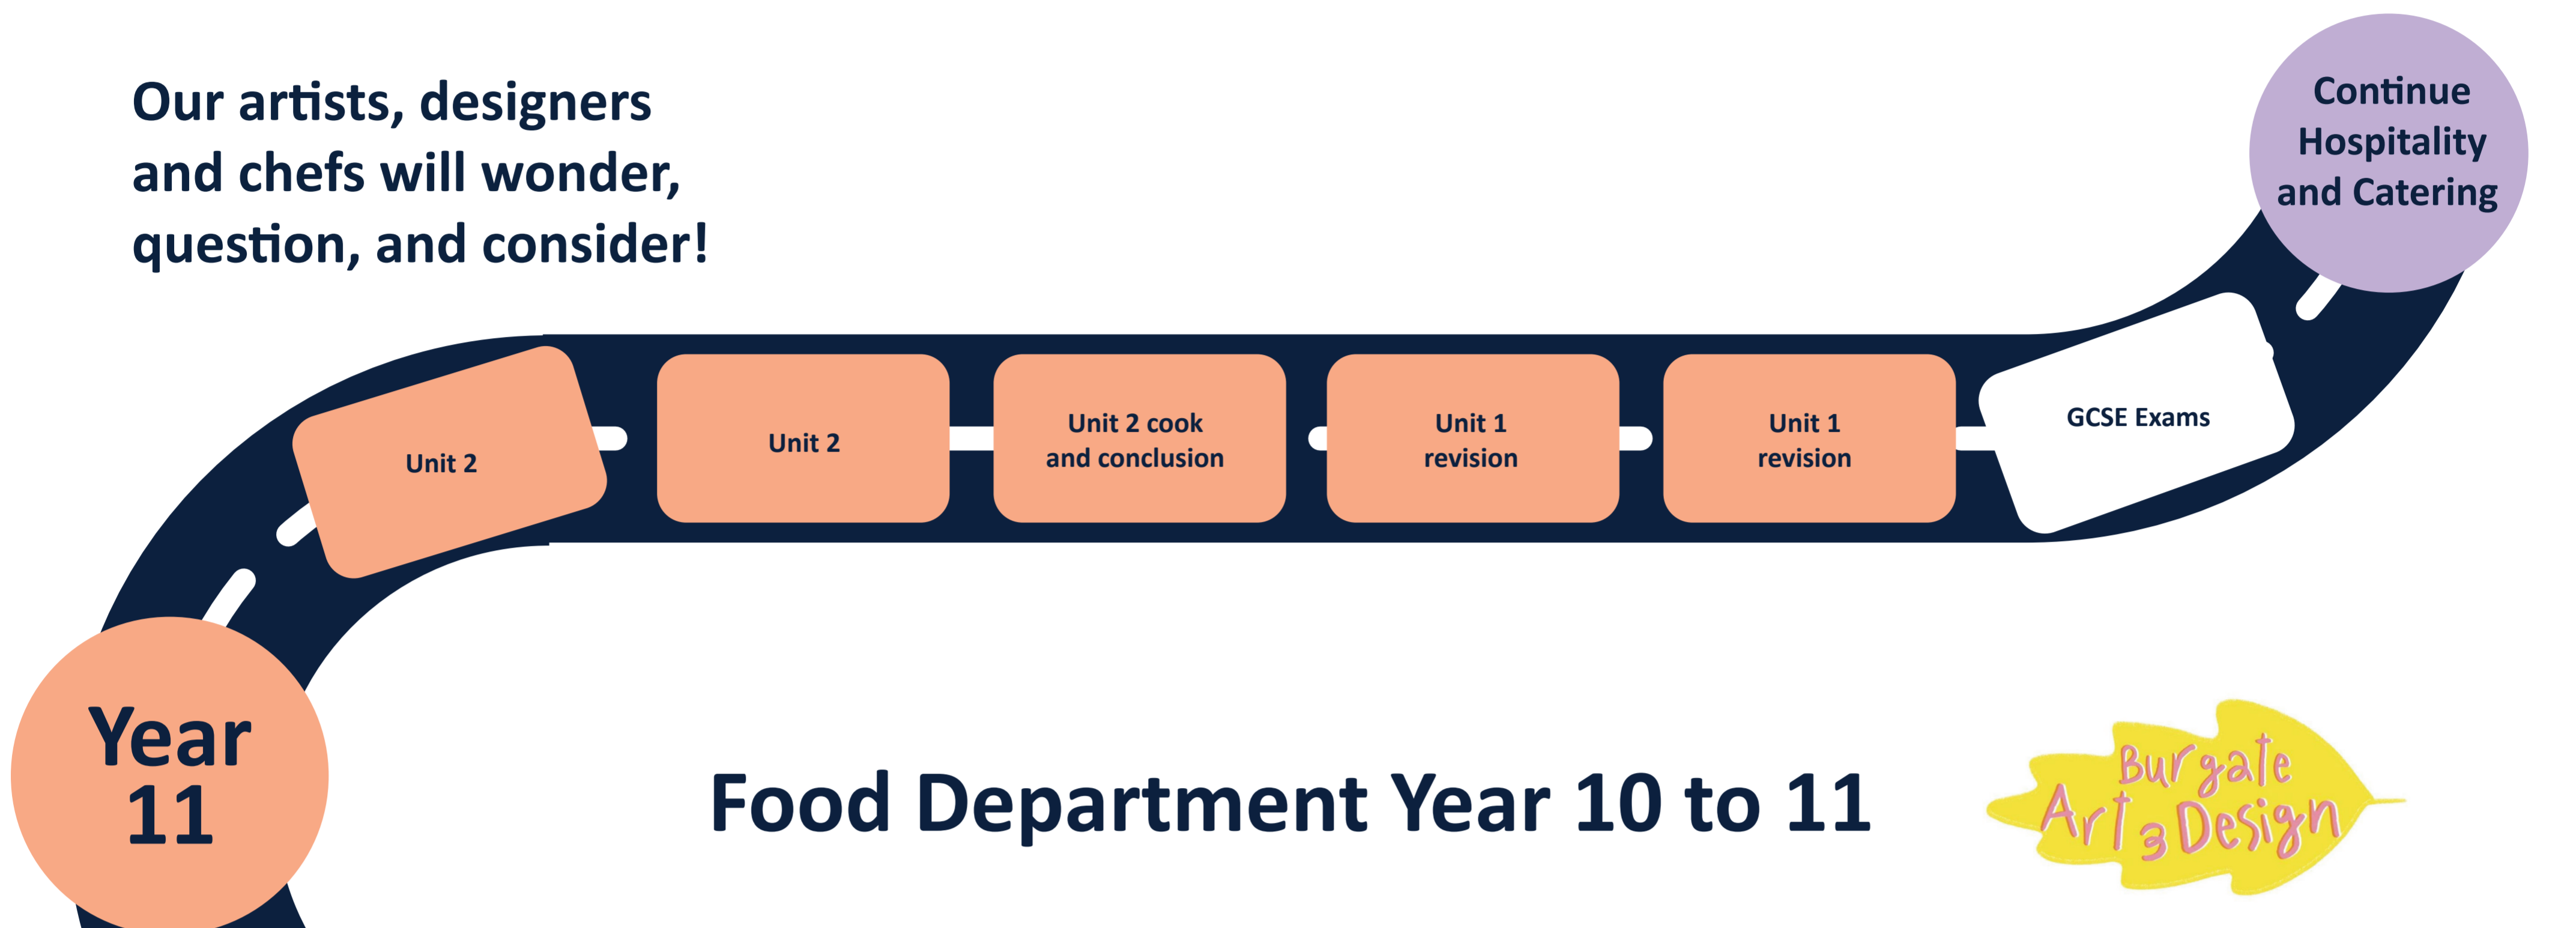 Our artists, designers
and chefs will wonder,
question, and consider!
Continue
Hospitality
and Catering
Unit 2
Unit 2
Unit 2 cook
and conclusion
Unit 1
revision
Unit 1
revision
GCSE Exams
Year
11
Food Department Year 10 to 11
Burgate
Art & Design